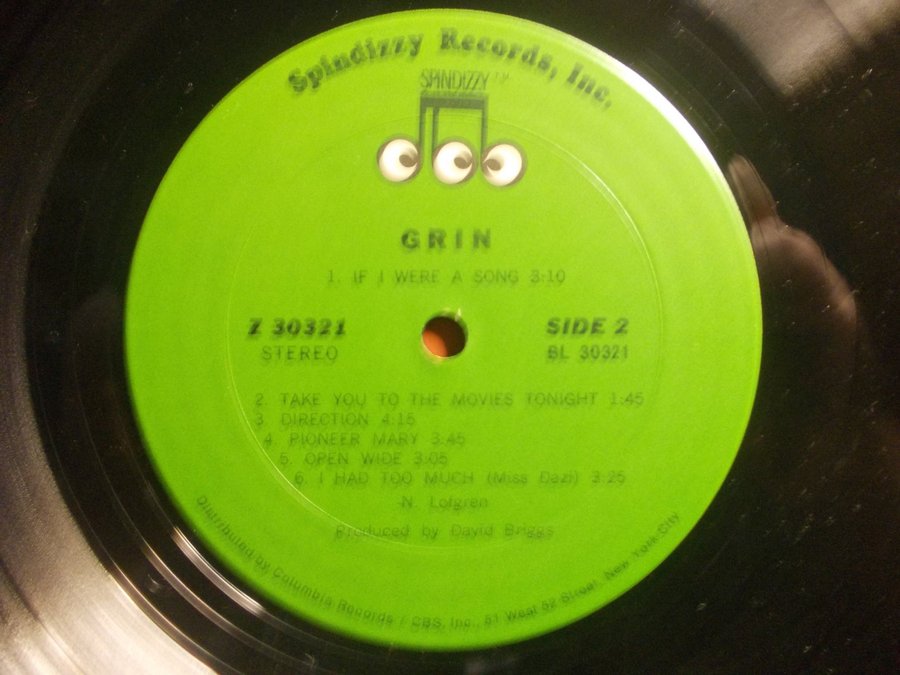 Spindizzy Records, Inc.
SPINDIZZY TM
GRIN
1. IF I WERE A SONG 3:10
Z 30321
STEREO
SIDE 2
BL 30321
2. TAKE YOU TO THE MOVIES TONIGHT 1:45
3. DIRECTION 4:15
4. PIONEER MARY 3:45
5. OPEN WIDE 3:05
6. I HAD TOO MUCH (Miss Dazi) 3:25
N. Lofgren
Produced by David Briggs
Distributed by Columbia Records / CBS, Inc., 51 West 52 Street, New York City